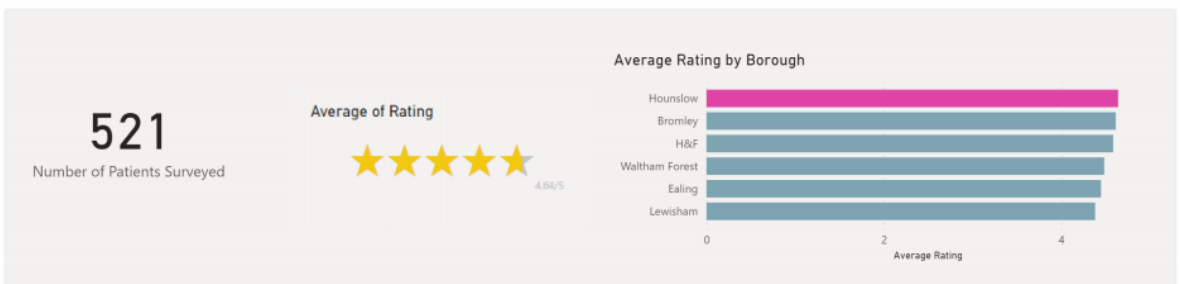 521
Number of Patients Surveyed
Average of Rating
4.64/5
Average Rating by Borough
Hounslow
Bromley
H&F
Waltham Forest
Ealing
Lewisham
0 2 4
Average Rating